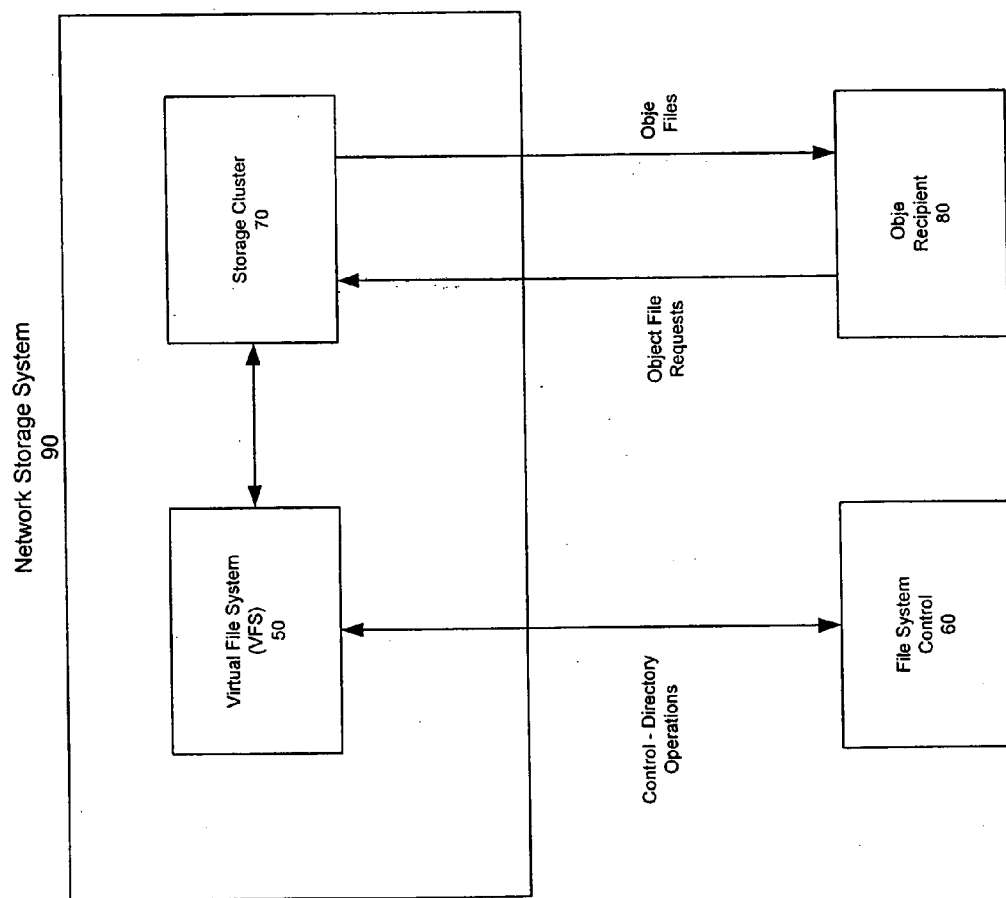 Network Storage System
90
Virtual File System
(VFS)
50
Storage Cluster
70
Control - Directory
Operations
Object File
Requests
Obje
Files
File System
Control
60
Obje
Recipient
80